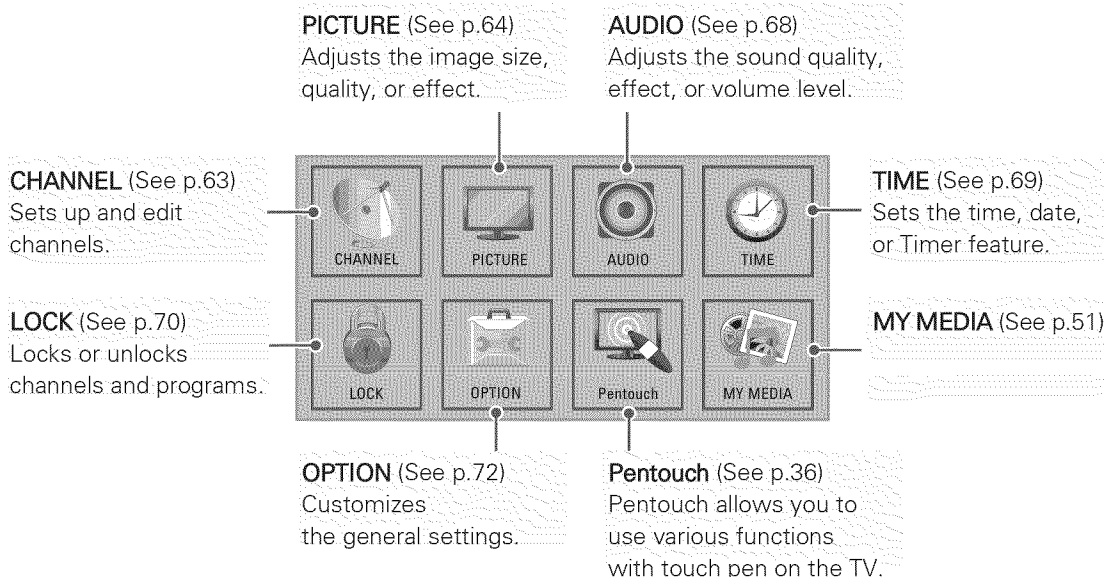 PICTURE (See p.64)
Adjusts the image size,
quality, or effect.
AUDIO (See p.68)
Adjusts the sound quality,
effect, or volume level.
CHANNEL (See p.63)
Sets up and edit
channels.
TIME (See p.69)
Sets the time, date,
or Timer feature.
CHANNEL
PICTURE
AUDIO
TIME
LOCK (See p.70)
Locks or unlocks
channels and programs.
MY MEDIA (See p.51)
LOCK
OPTION
Pentouch
MY MEDIA
OPTION (See p.72)
Customizes
the general settings.
Pentouch (See p.36)
Pentouch allows you to
use various functions
with touch pen on the TV.